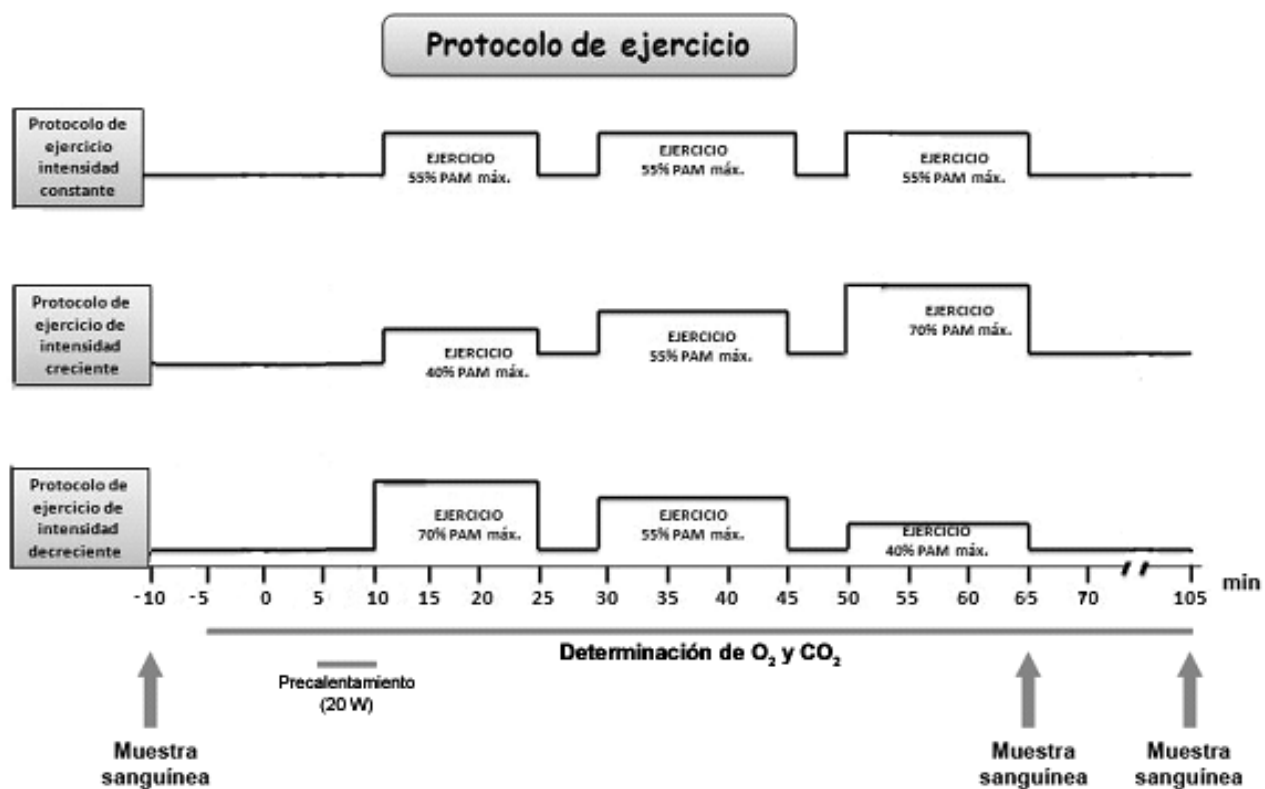 Protocolo de ejercicio
Protocolo de
ejercicio
intensidad
constante
EJERCICIO
55% PAM máx.
EJERCICIO
55% PAM máx.
EJERCICIO
55% PAM máx.
Protocolo de
ejercicio de
intensidad
creciente
EJERCICIO
40% PAM máx.
EJERCICIO
55% PAM máx.
EJERCICIO
70% PAM máx.
Protocolo de
ejercicio de
intensidad
decreciente
EJERCICIO
70% PAM máx.
EJERCICIO
55% PAM máx.
EJERCICIO
40% PAM máx.
-10 -5 0 5 10 15 20 25 30 35 40 45 50 55 60 65 70 105 min
Determinación de O₂ y CO₂
Precalentamiento
(20 W)
Muestra
sanguínea
Muestra
sanguínea
Muestra
sanguínea